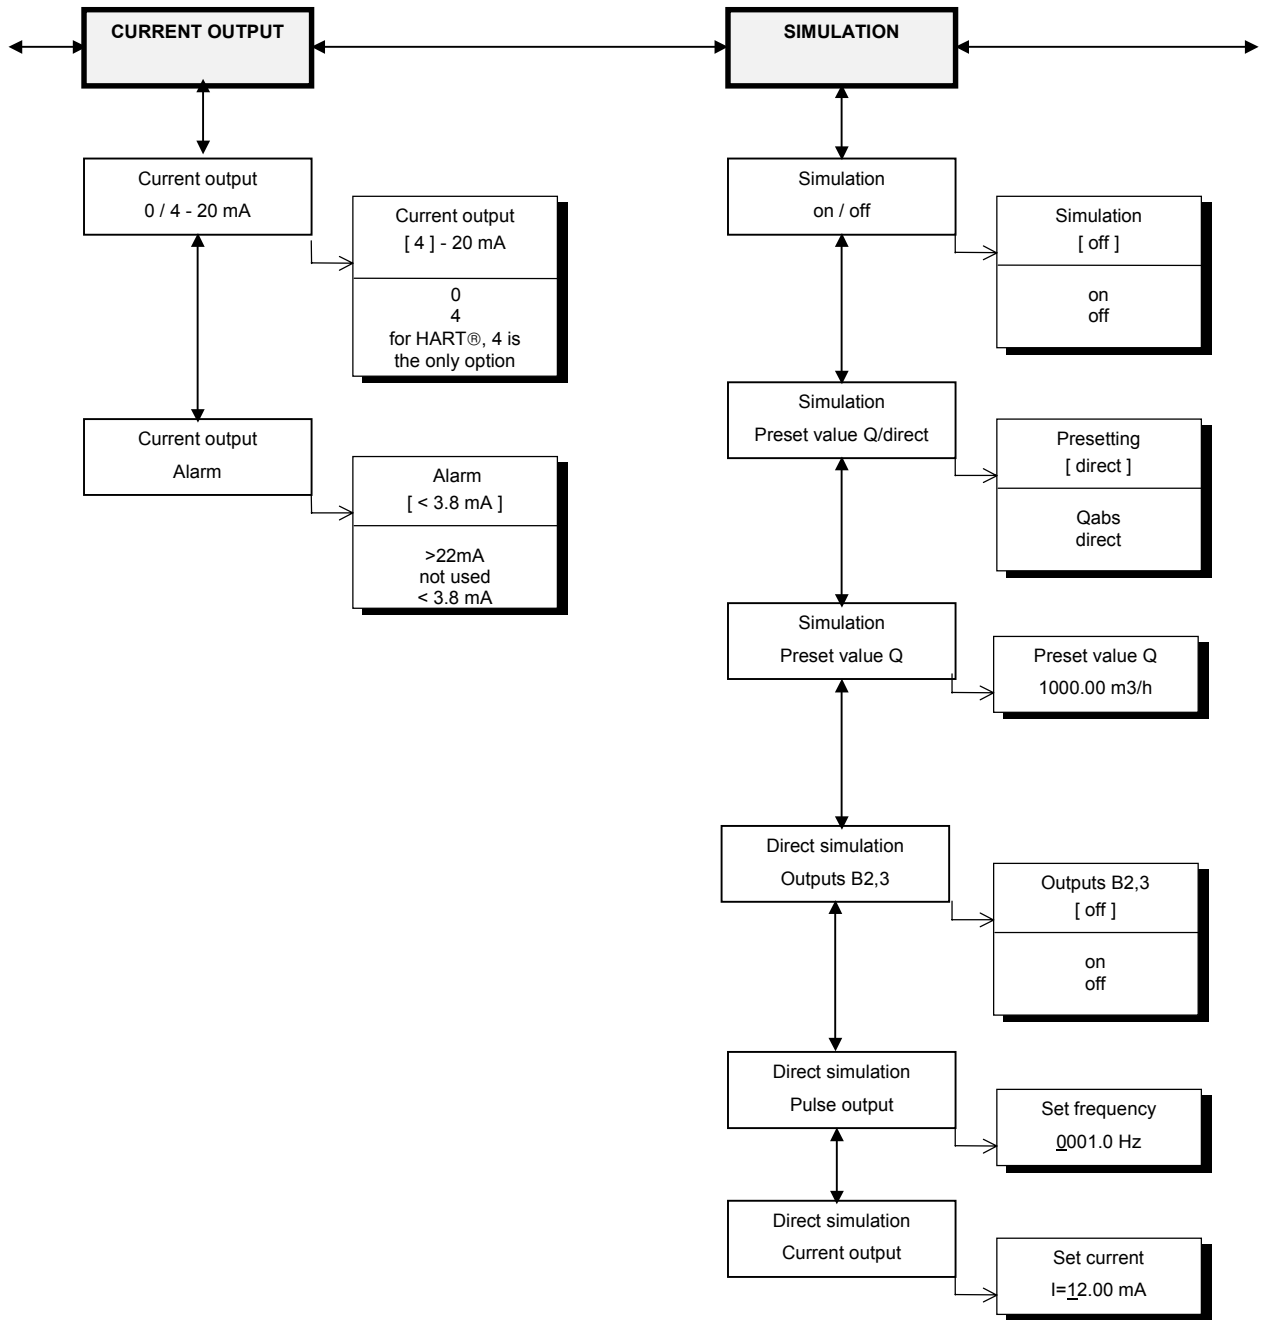 CURRENT OUTPUT
Current output
0 / 4 - 20 mA
Current output
[ 4 ] - 20 mA
0
4
for HART®, 4 is
the only option
Current output
Alarm
Alarm
[ < 3.8 mA ]
>22mA
not used
< 3.8 mA
SIMULATION
Simulation
on / off
Simulation
[ off ]
on
off
Simulation
Preset value Q/direct
Presetting
[ direct ]
Qabs
direct
Simulation
Preset value Q
Preset value Q
1000.00 m3/h
Direct simulation
Outputs B2,3
Outputs B2,3
[ off ]
on
off
Direct simulation
Pulse output
Set frequency
0001.0 Hz
Direct simulation
Current output
Set current
I=12.00 mA